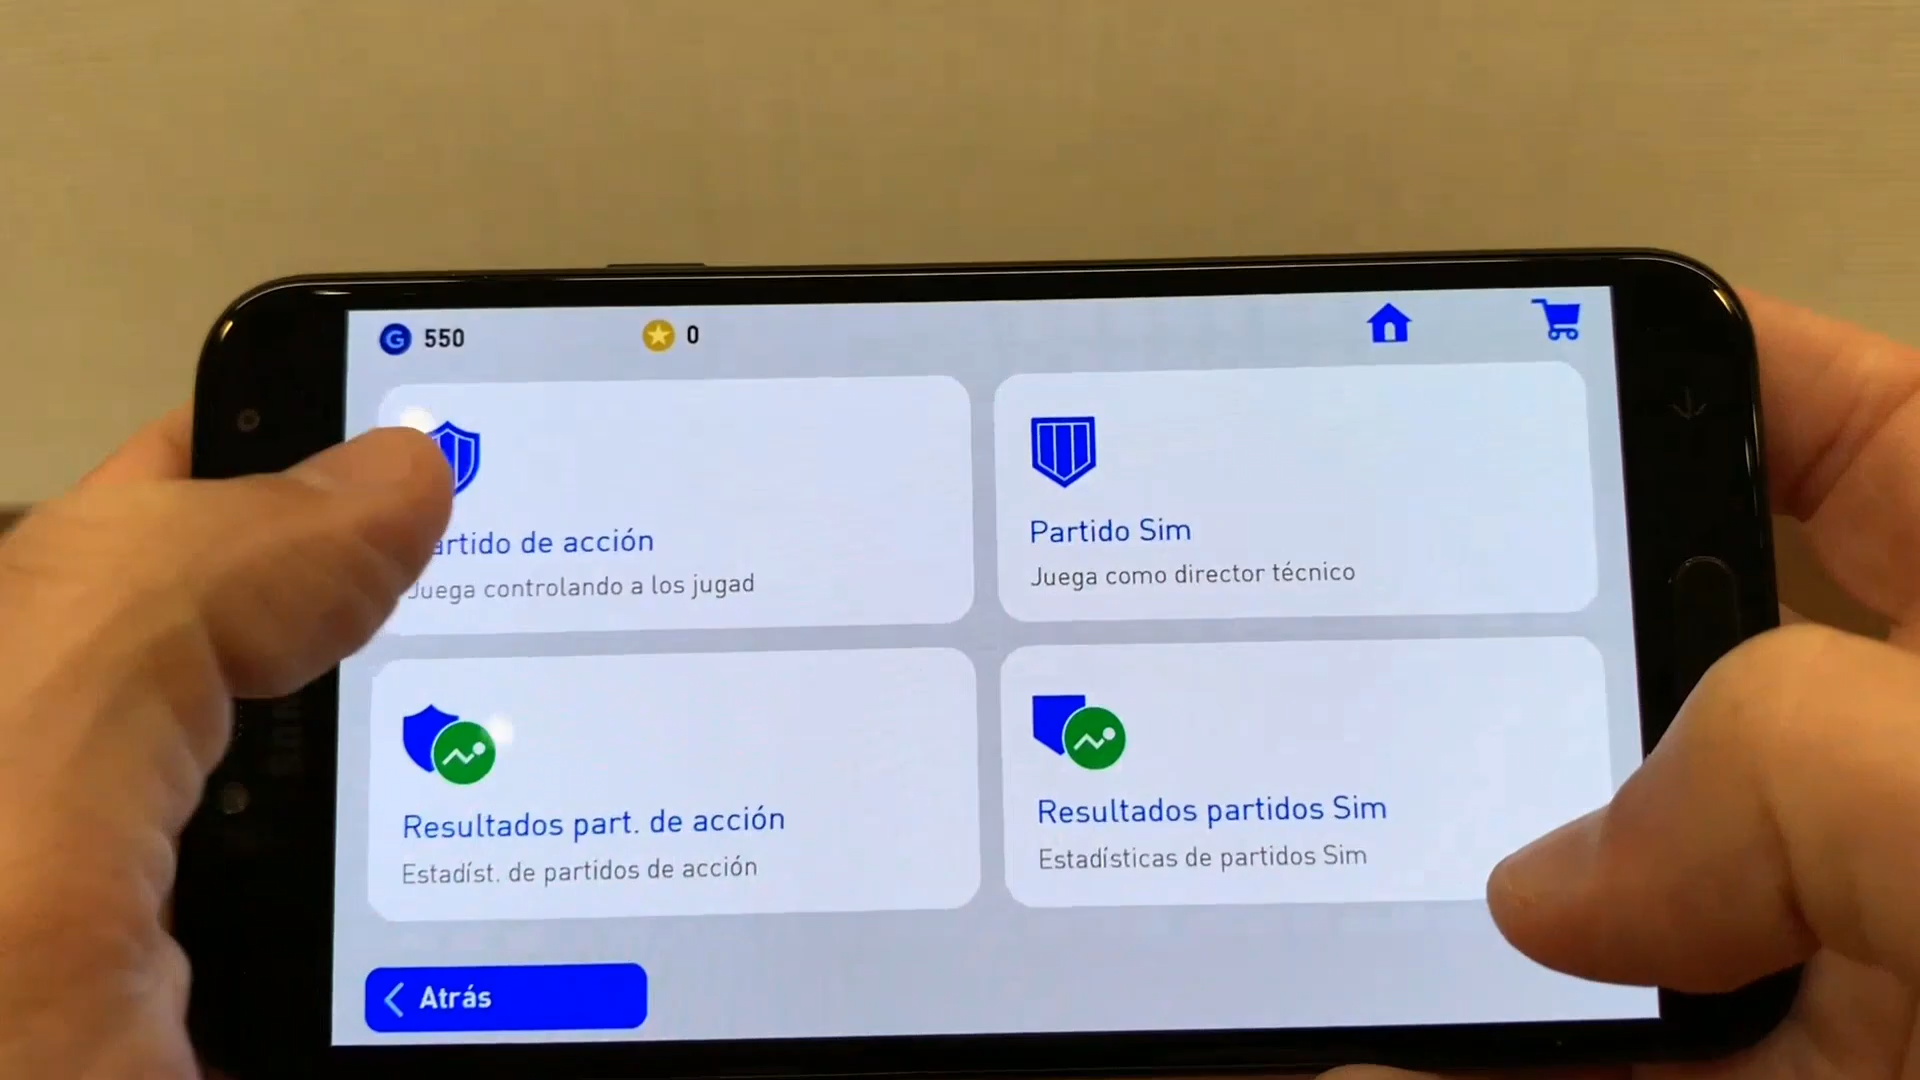 G 550
0
artido de acción
Juega controlando a los jugad
Partido Sim
Juega como director técnico
Resultados part. de acción
Estadíst. de partidos de acción
Resultados partidos Sim
Estadísticas de partidos Sim
Atrás